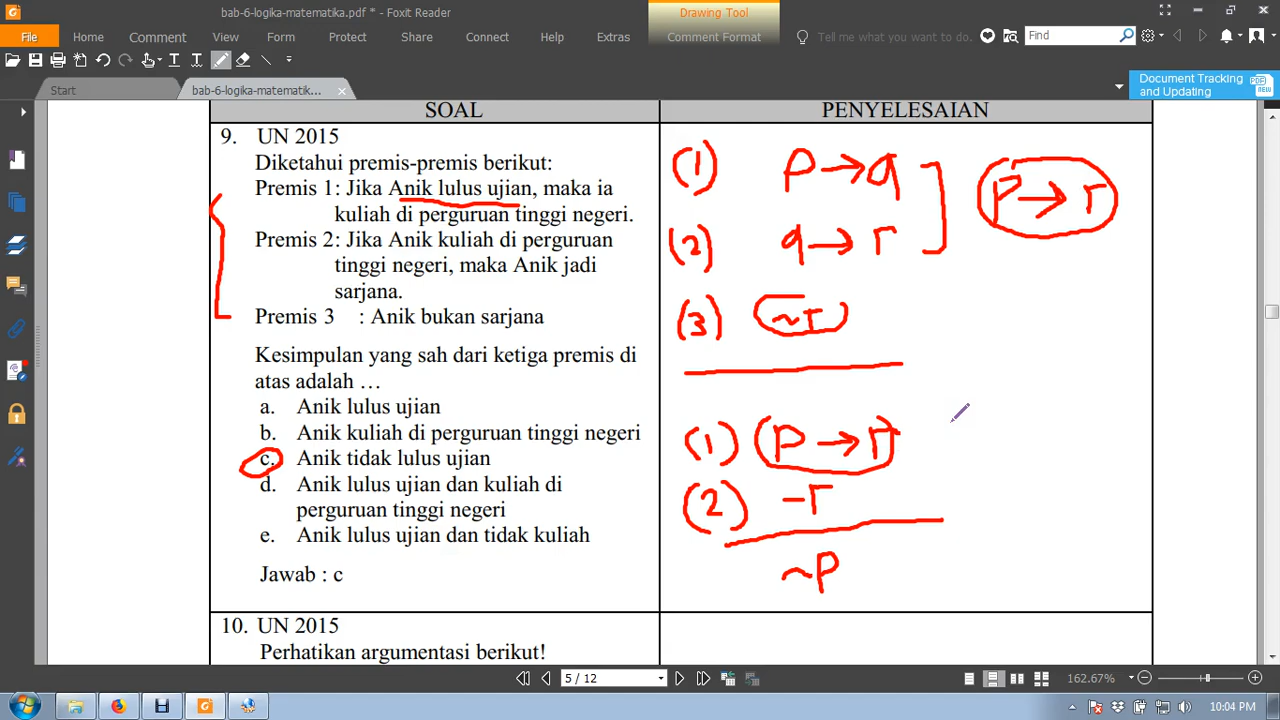 bab-6-logika-matematika.pdf * - Foxit Reader
Drawing Tool
File Home Comment View Form Protect Share Connect Help Extras Comment Format Tell me what you want to do... Find
Start
bab-6-logika-matematik...
Document Tracking
and Updating
SOAL PENYELESAIAN
9. UN 2015
Diketahui premis-premis berikut:
Premis 1: Jika Anik lulus ujian, maka ia
kuliah di perguruan tinggi negeri.
Premis 2: Jika Anik kuliah di perguruan
tinggi negeri, maka Anik jadi
sarjana.
Premis 3 : Anik bukan sarjana
Kesimpulan yang sah dari ketiga premis di
atas adalah …
a. Anik lulus ujian
b. Anik kuliah di perguruan tinggi negeri
c. Anik tidak lulus ujian
d. Anik lulus ujian dan kuliah di
perguruan tinggi negeri
e. Anik lulus ujian dan tidak kuliah
Jawab : c
(1) p → q
p → r
(2) q → r
(3) ~r
(1) (p → r)
(2) -r
~p
10. UN 2015
Perhatikan argumentasi berikut!
5 / 12
162.67%
10:04 PM